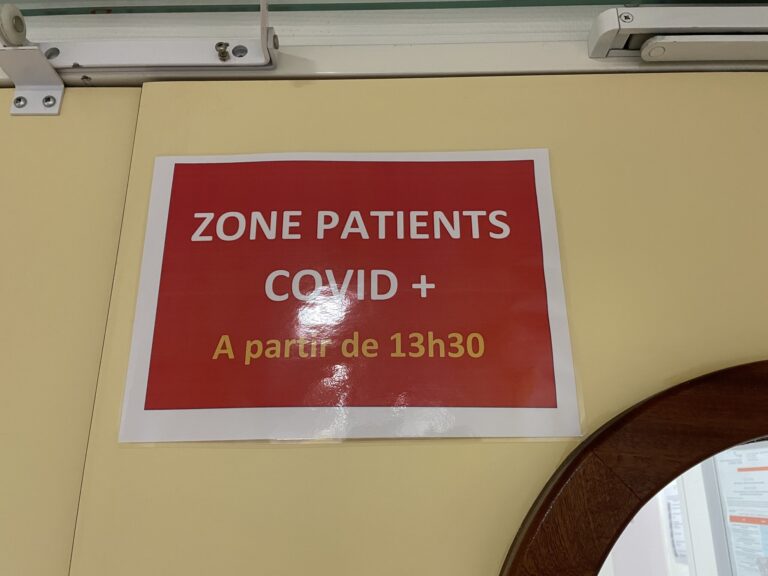 ZONE PATIENTS
COVID +
A partir de 13h30